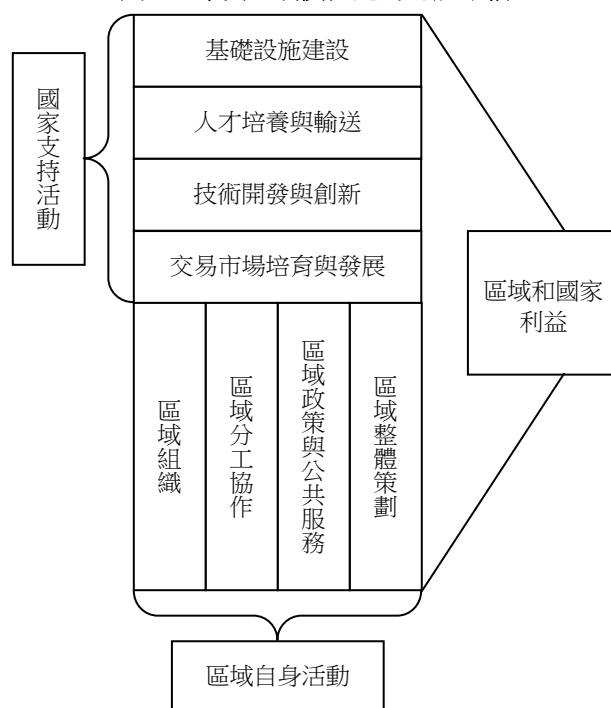 基礎設施建設
國家支持活動
人才培養與輸送
技術開發與創新
交易市場培育與發展
區域和國家
利益
區域組織
區域分工協作
區域政策與公共服務
區域整體策劃
區域自身活動